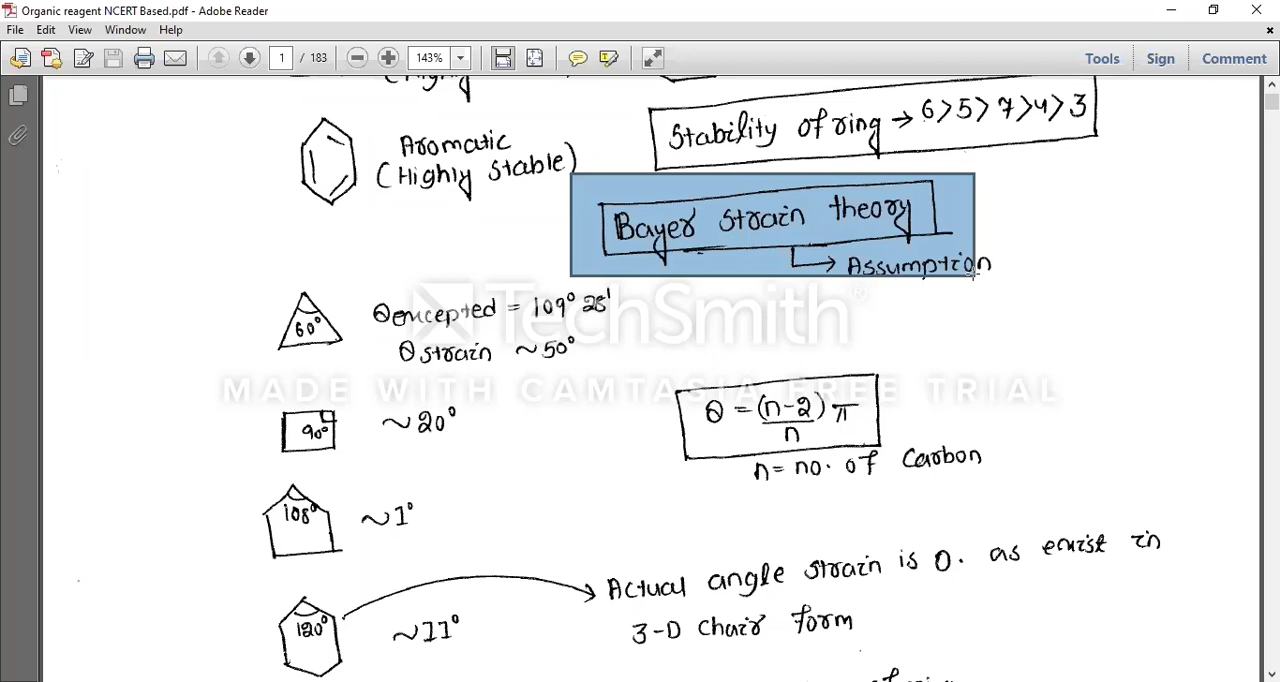 Organic reagent NCERT Based.pdf - Adobe Reader
File Edit View Window Help
1 / 183 143% Tools Sign Comment
(Highly
Aromatic
(Highly stable)
Stability of ring → 6>5>7>4>3
Bayer strain theory
→ Assumption
60° θexcepted = 109° 28'
θstrain ~50°
TechSmith®
MADE WITH CAMTASIA FREE TRIAL
90° ~20°
θ = (n-2)π
n
n = no. of Carbon
108° ~1°
Actual angle strain is 0. as exist in
3-D chair form
120° ~11°
of ring